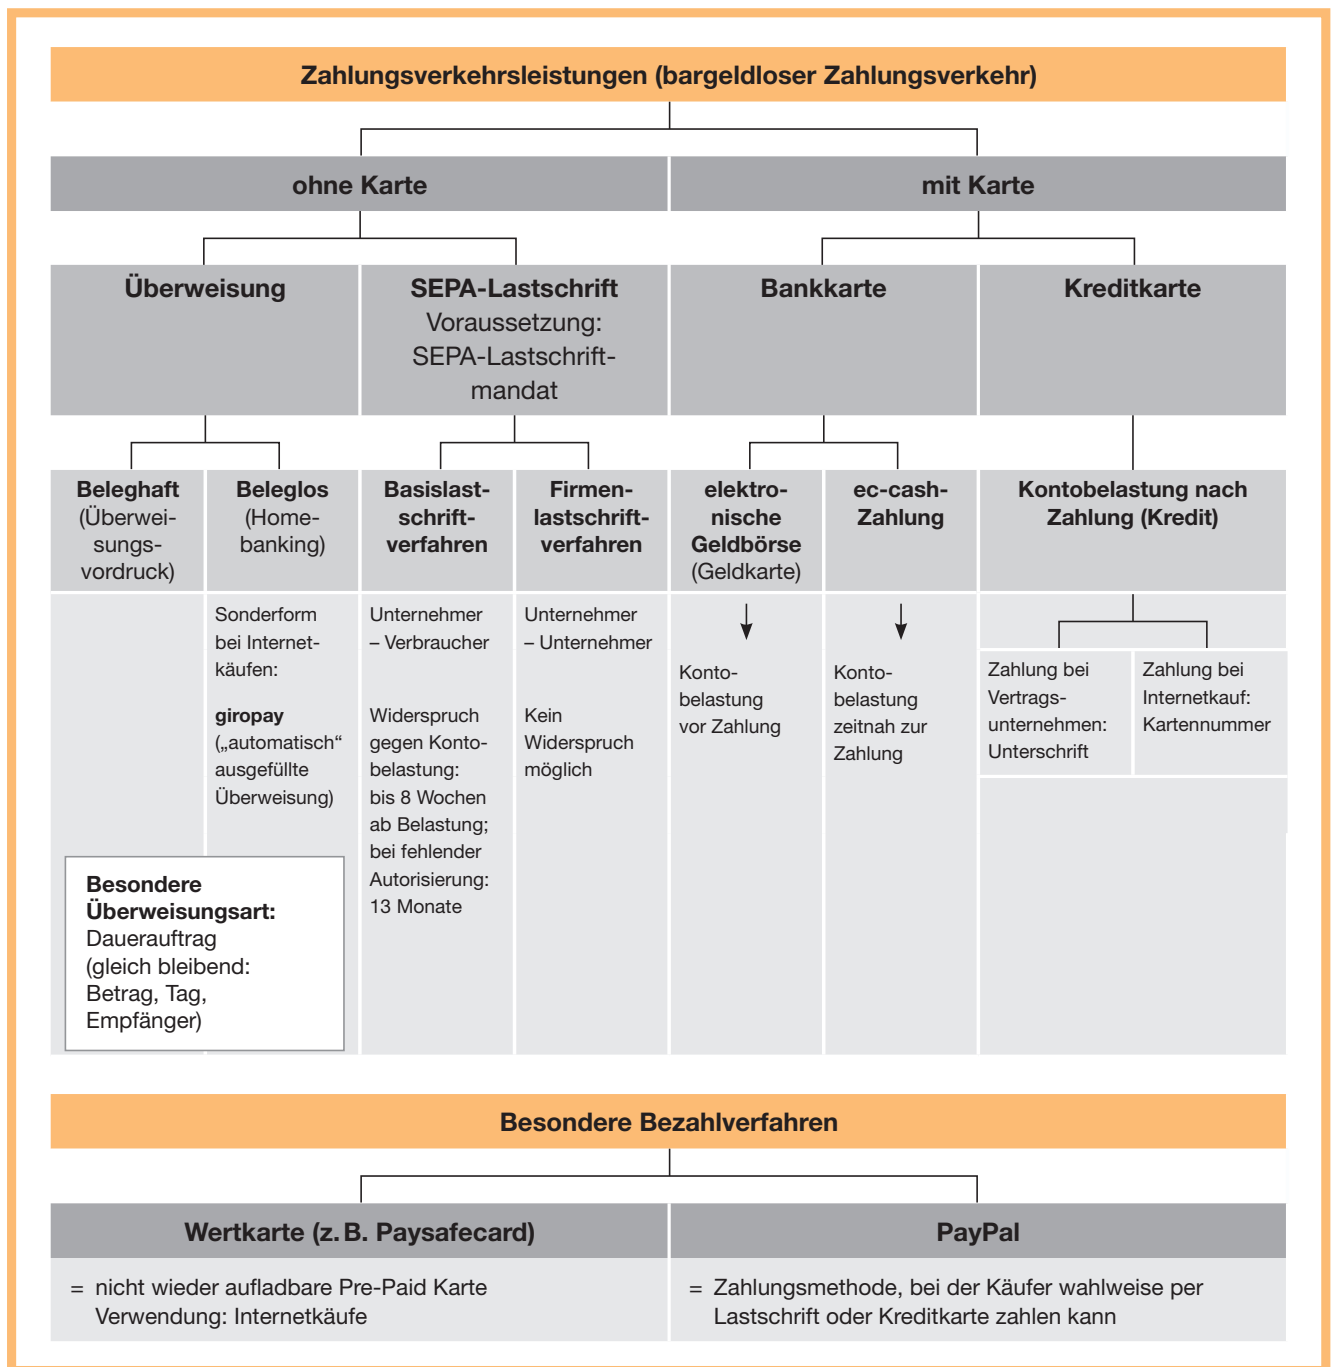 Zahlungsverkehrsleistungen (bargeldloser Zahlungsverkehr)
ohne Karte
mit Karte
Überweisung
SEPA-Lastschrift
Voraussetzung:
SEPA-Lastschrift-
mandat
Bankkarte
Kreditkarte
Beleghaft
(Überwei-
sungs-
vordruck)
Beleglos
(Home-
banking)
Basislast-
schrift-
verfahren
Firmen-
lastschrift-
verfahren
elektro-
nische
Geldbörse
(Geldkarte)
ec-cash-
Zahlung
Kontobelastung nach
Zahlung (Kredit)
Sonderform
bei Internet-
käufen:
giropay
(„automatisch“
ausgefüllte
Überweisung)
Unternehmer
– Verbraucher
Widerspruch
gegen Konto-
belastung:
bis 8 Wochen
ab Belastung;
bei fehlender
Autorisierung:
13 Monate
Unternehmer
– Unternehmer
Kein
Widerspruch
möglich
Konto-
belastung
vor Zahlung
Konto-
belastung
zeitnah zur
Zahlung
Zahlung bei
Vertrags-
unternehmen:
Unterschrift
Zahlung bei
Internetkauf:
Kartennummer
Besondere
Überweisungsart:
Dauerauftrag
(gleich bleibend:
Betrag, Tag,
Empfänger)
Besondere Bezahlverfahren
Wertkarte (z. B. Paysafecard)
PayPal
= nicht wieder aufladbare Pre-Paid Karte
Verwendung: Internetkäufe
= Zahlungsmethode, bei der Käufer wahlweise per
Lastschrift oder Kreditkarte zahlen kann